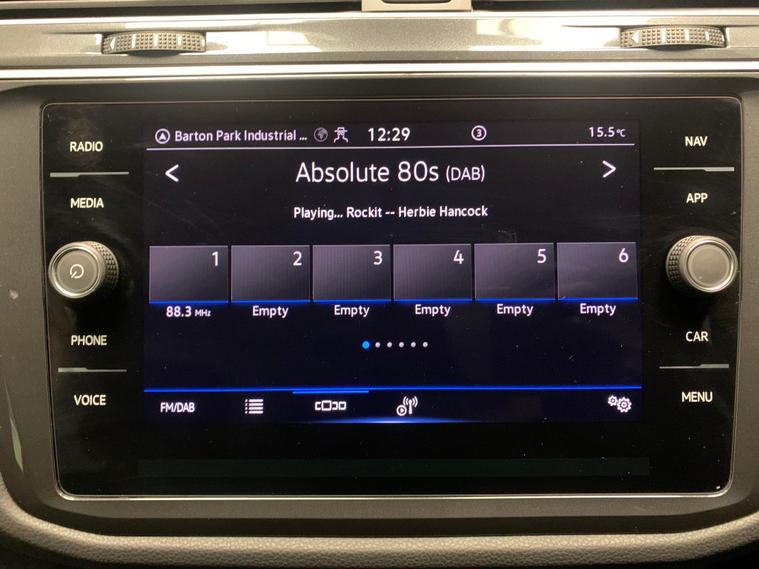 RADIO
MEDIA
PHONE
VOICE
Barton Park Industrial ... 12:29 3 15.5°C
< Absolute 80s (DAB) >
Playing... Rockit -- Herbie Hancock
1 2 3 4 5 6
88.3 MHz Empty Empty Empty Empty Empty
FM/DAB
NAV
APP
CAR
MENU